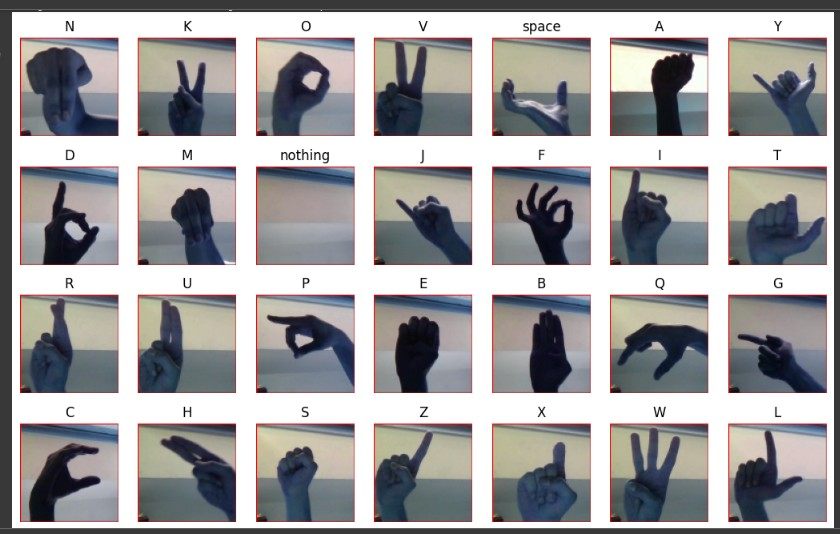 N K O V space A Y
D M nothing J F I T
R U P E B Q G
C H S Z X W L